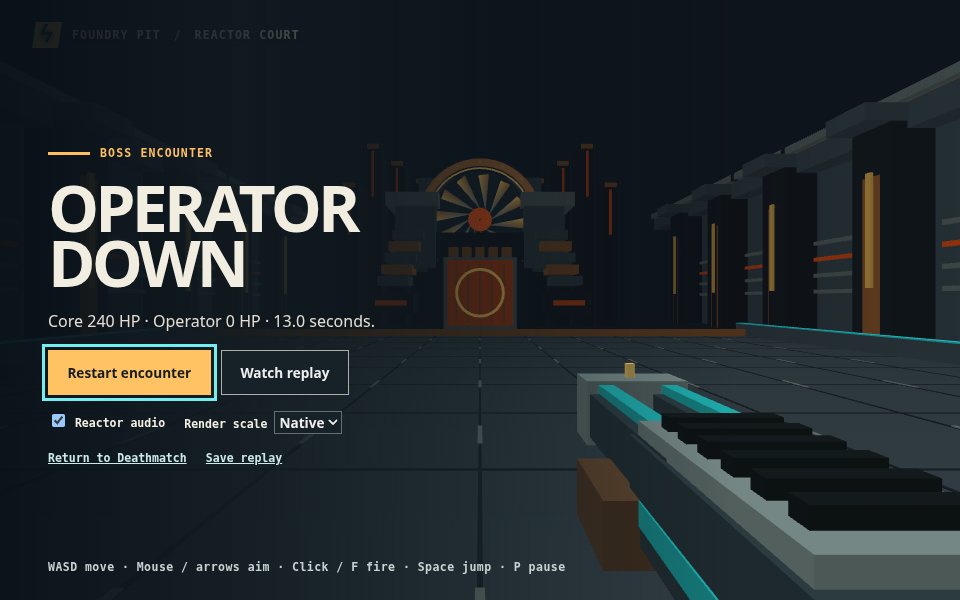 FOUNDRY PIT / REACTOR COURT
BOSS ENCOUNTER
OPERATOR
DOWN
Core 240 HP · Operator 0 HP · 13.0 seconds.
Restart encounter Watch replay
Reactor audio Render scale Native
Return to Deathmatch Save replay
WASD move · Mouse / arrows aim · Click / F fire · Space jump · P pause